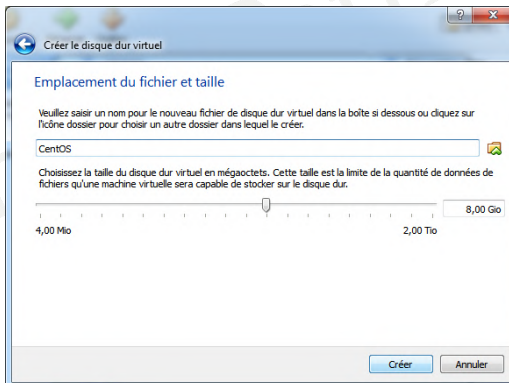 Créer le disque dur virtuel
Emplacement du fichier et taille
Veuillez saisir un nom pour le nouveau fichier de disque dur virtuel dans la boîte si dessous ou cliquez sur
l'icône dossier pour choisir un autre dossier dans lequel le créer.
CentOS
Choisissez la taille du disque dur virtuel en mégaoctets. Cette taille est la limite de la quantité de données de
fichiers qu'une machine virtuelle sera capable de stocker sur le disque dur.
8,00 Gio
4,00 Mio 2,00 Tio
Créer Annuler